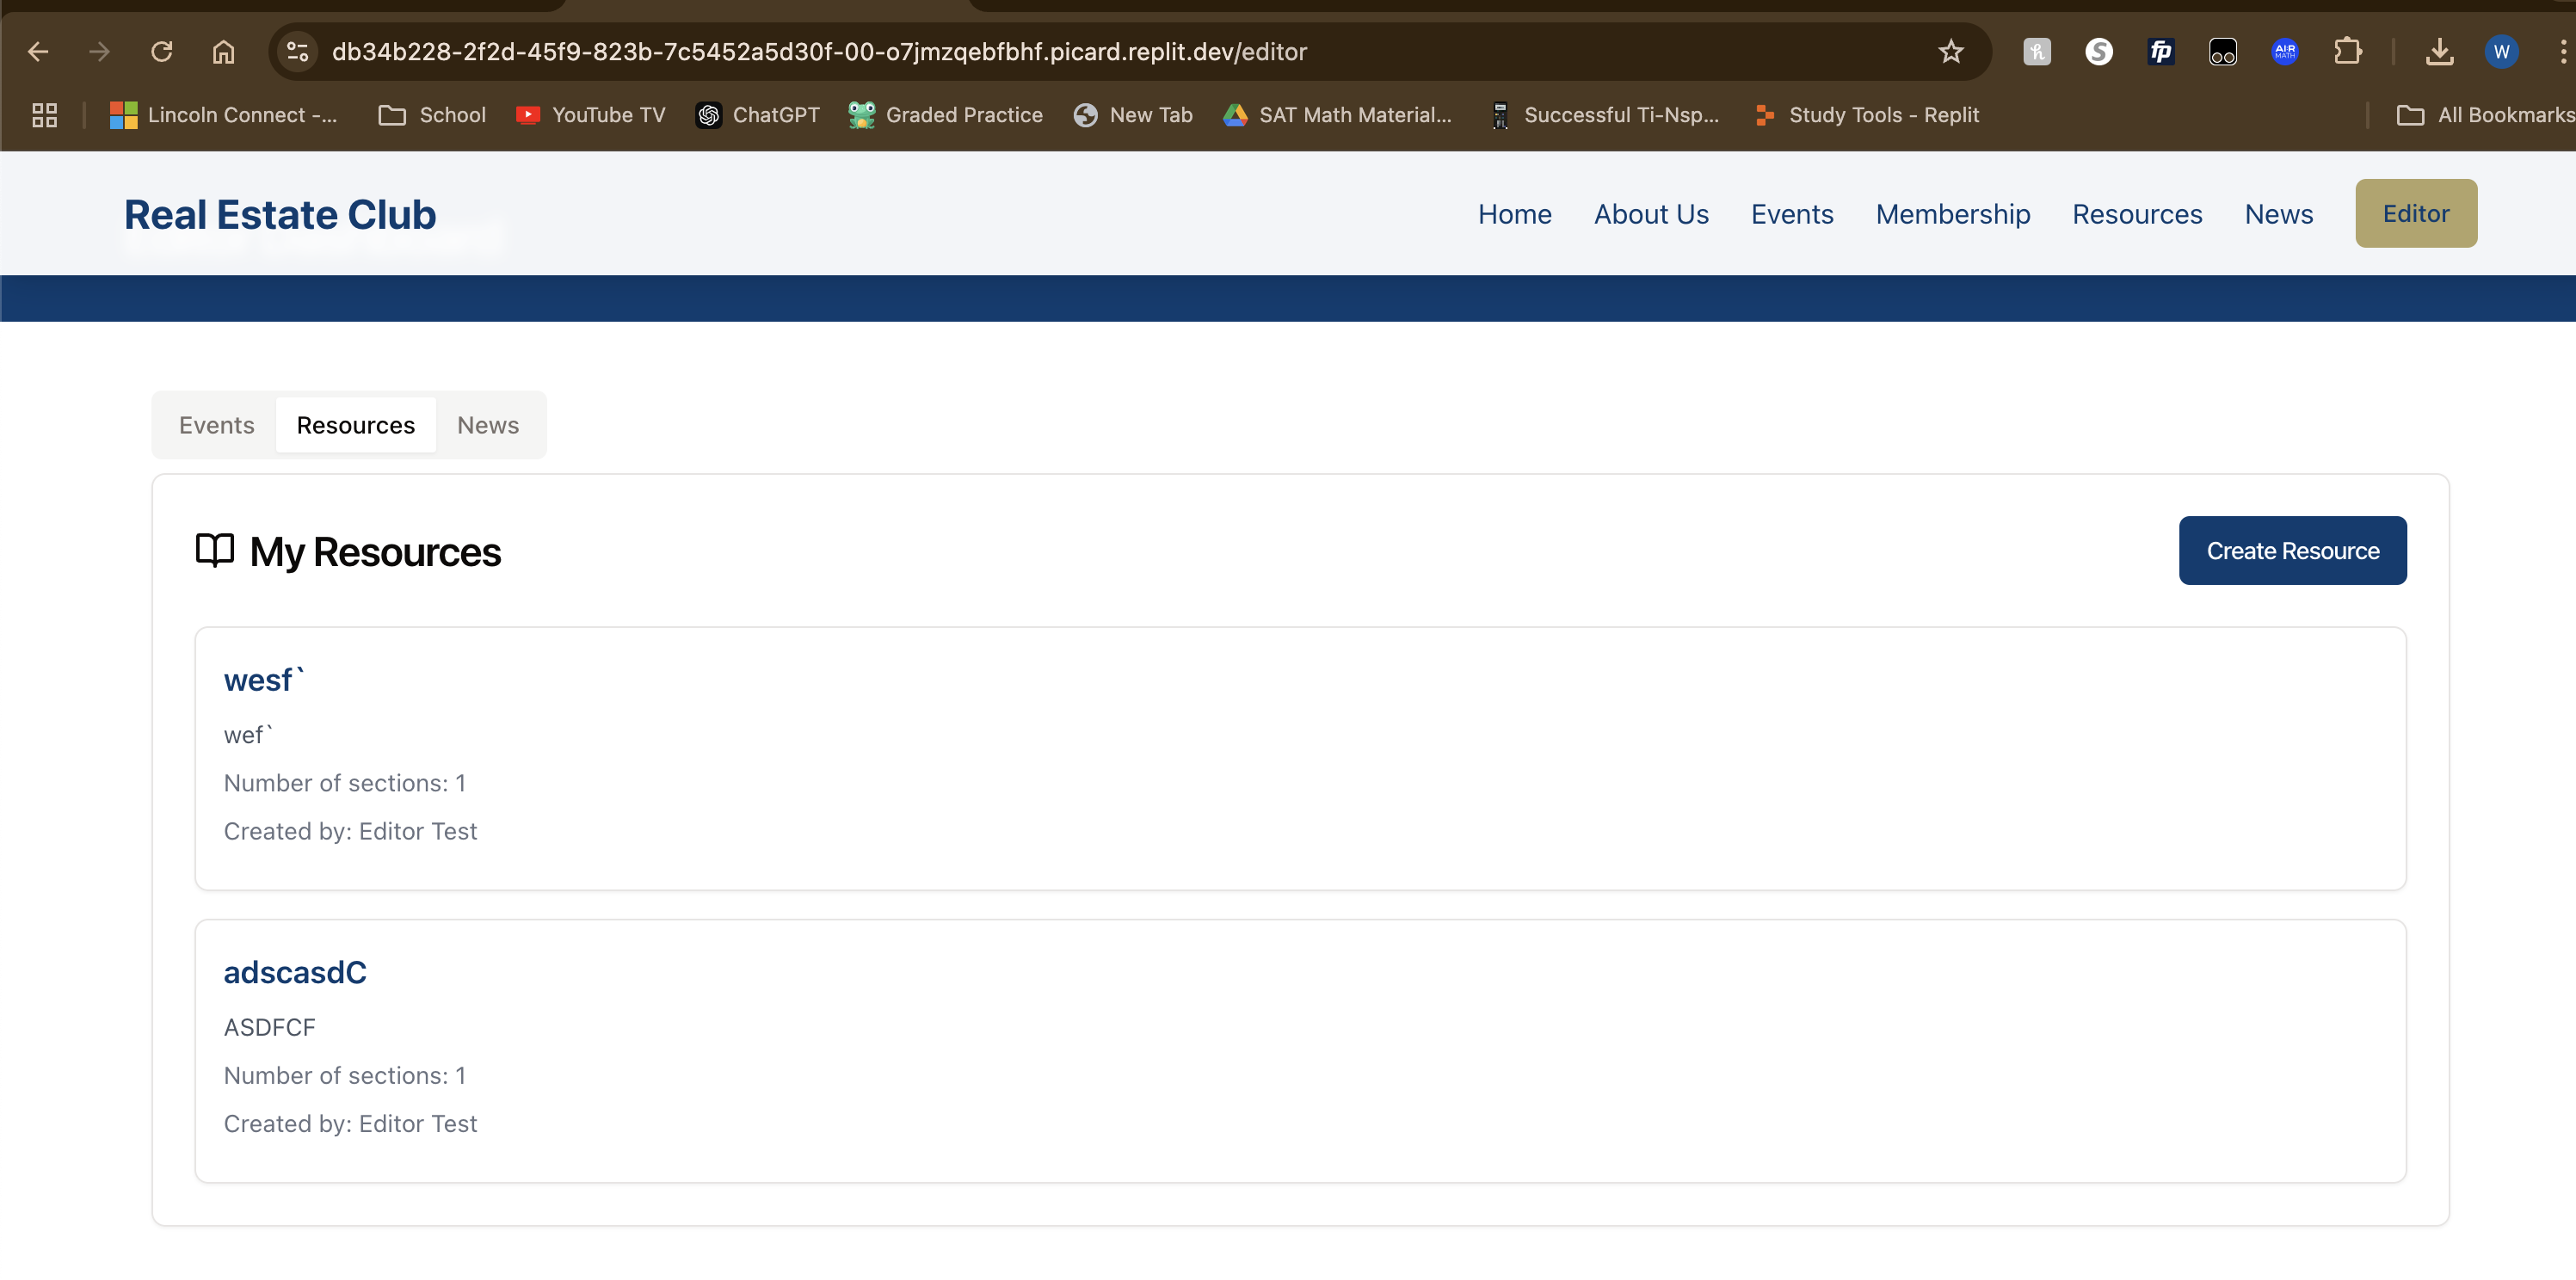 db34b228-2f2d-45f9-823b-7c5452a5d30f-00-o7jmzqebfbhf.picard.replit.dev/editor
AIR MATH
W
Lincoln Connect -...
School
YouTube TV
ChatGPT
Graded Practice
New Tab
SAT Math Material...
Successful Ti-Nsp...
Study Tools - Replit
All Bookmarks
Real Estate Club
Home
About Us
Events
Membership
Resources
News
Editor
Events
Resources
News
My Resources
Create Resource
wesf`
wef`
Number of sections: 1
Created by: Editor Test
adscasdC
ASDFCF
Number of sections: 1
Created by: Editor Test